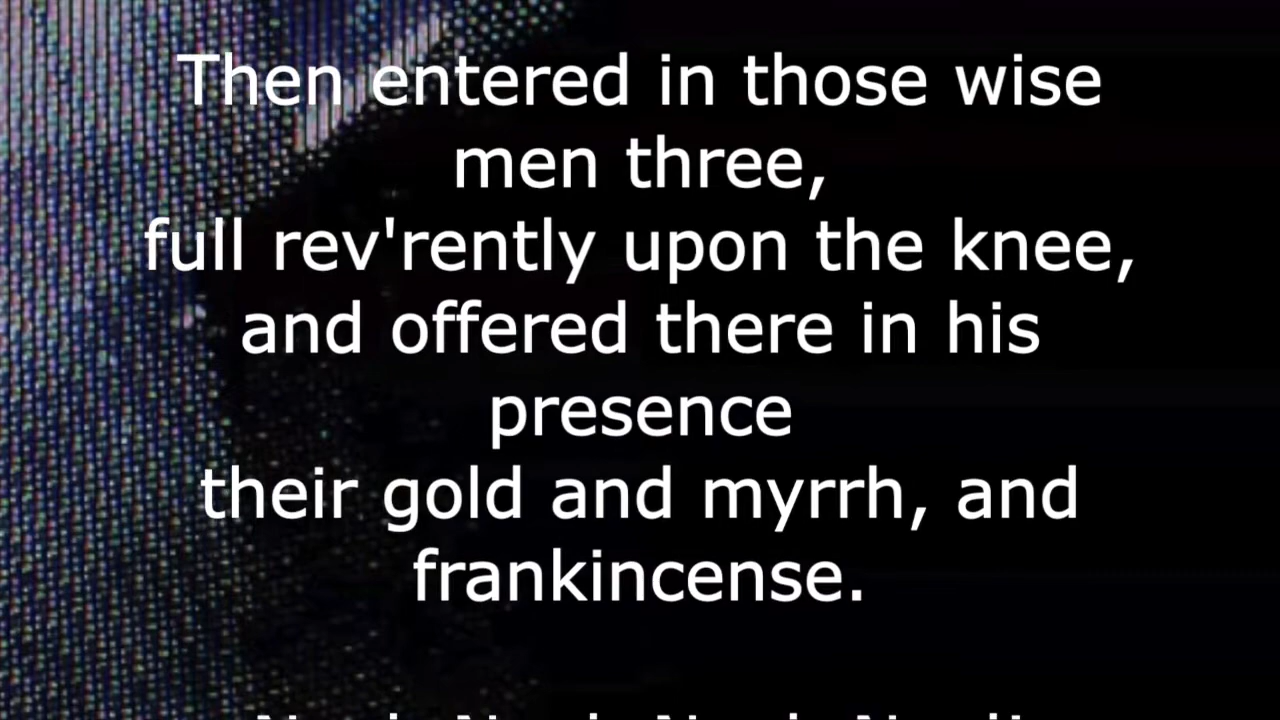 Then entered in those wise
men three,
full rev'rently upon the knee,
and offered there in his
presence
their gold and myrrh, and
frankincense.